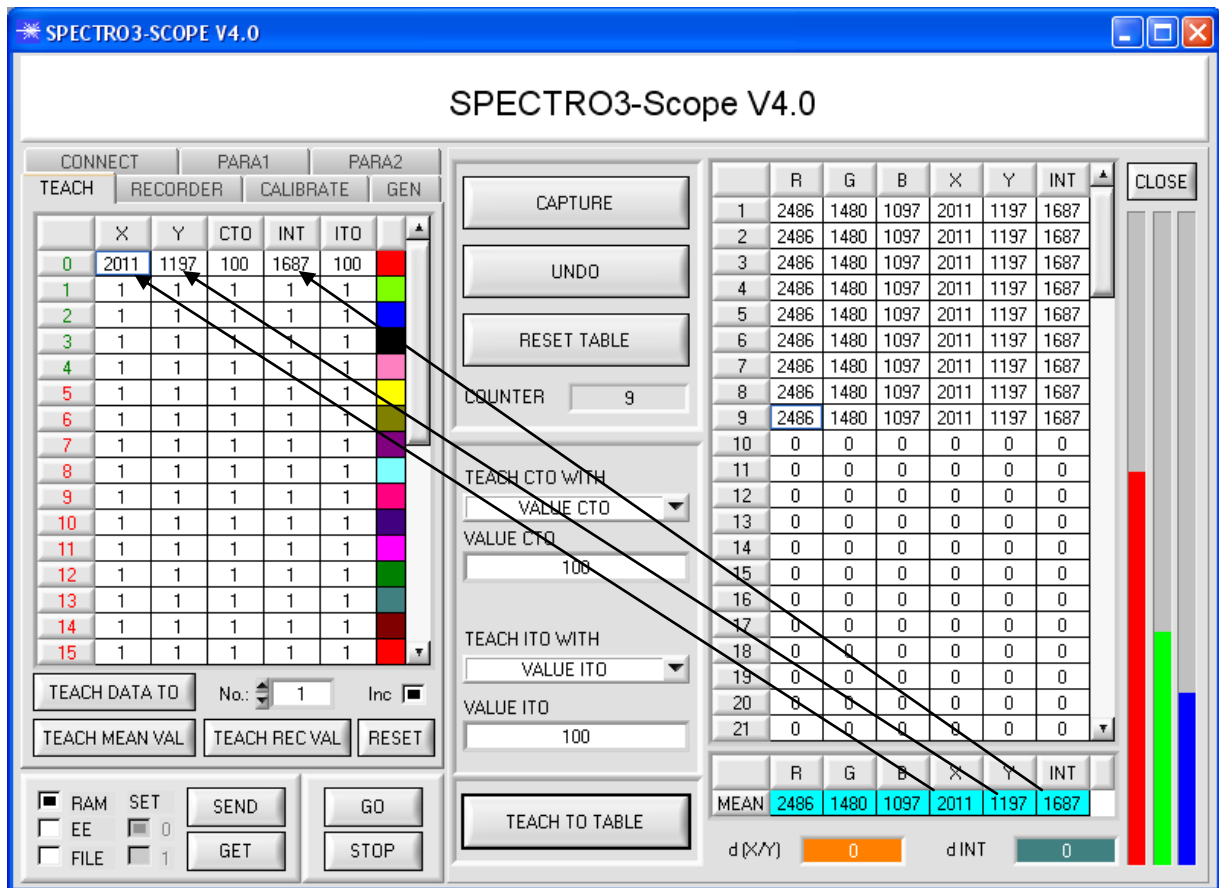 SPECTRO3-SCOPE V4.0
SPECTRO3-Scope V4.0
CONNECT PARA1 PARA2
TEACH RECORDER CALIBRATE GEN
X Y CTO INT ITO
0 2011 1197 100 1687 100
1 1 1 1 1 1
2 1 1 1 1 1
3 1 1 1 1 1
4 1 1 1 1 1
5 1 1 1 1 1
6 1 1 1 1 1
7 1 1 1 1 1
8 1 1 1 1 1
9 1 1 1 1 1
10 1 1 1 1 1
11 1 1 1 1 1
12 1 1 1 1 1
13 1 1 1 1 1
14 1 1 1 1 1
15 1 1 1 1 1
TEACH DATA TO No.: 1 Inc
TEACH MEAN VAL TEACH REC VAL RESET
RAM SET SEND GO
EE 0
FILE 1 GET STOP
CAPTURE
UNDO
RESET TABLE
COUNTER 9
TEACH CTO WITH
VALUE CTO
VALUE CTO
100
TEACH ITO WITH
VALUE ITO
VALUE ITO
100
TEACH TO TABLE
R G B X Y INT
1 2486 1480 1097 2011 1197 1687
2 2486 1480 1097 2011 1197 1687
3 2486 1480 1097 2011 1197 1687
4 2486 1480 1097 2011 1197 1687
5 2486 1480 1097 2011 1197 1687
6 2486 1480 1097 2011 1197 1687
7 2486 1480 1097 2011 1197 1687
8 2486 1480 1097 2011 1197 1687
9 2486 1480 1097 2011 1197 1687
10 0 0 0 0 0 0
11 0 0 0 0 0 0
12 0 0 0 0 0 0
13 0 0 0 0 0 0
14 0 0 0 0 0 0
15 0 0 0 0 0 0
16 0 0 0 0 0 0
17 0 0 0 0 0 0
18 0 0 0 0 0 0
19 0 0 0 0 0 0
20 0 0 0 0 0 0
21 0 0 0 0 0 0
R G B X Y INT
MEAN 2486 1480 1097 2011 1197 1687
d (X/Y) 0 d INT 0
CLOSE